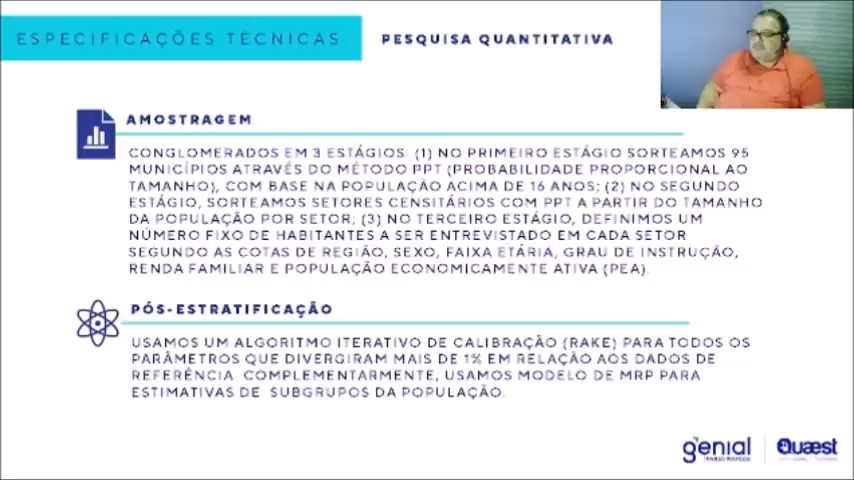 ESPECIFICAÇÕES TÉCNICAS
PESQUISA QUANTITATIVA
AMOSTRAGEM
CONGLOMERADOS EM 3 ESTÁGIOS: (1) NO PRIMEIRO ESTÁGIO SORTEAMOS 95
MUNICÍPIOS ATRAVÉS DO MÉTODO PPT (PROBABILIDADE PROPORCIONAL AO
TAMANHO), COM BASE NA POPULAÇÃO ACIMA DE 16 ANOS; (2) NO SEGUNDO
ESTÁGIO, SORTEAMOS SETORES CENSITÁRIOS COM PPT A PARTIR DO TAMANHO
DA POPULAÇÃO POR SETOR; (3) NO TERCEIRO ESTÁGIO, DEFINIMOS UM
NÚMERO FIXO DE HABITANTES A SER ENTREVISTADO EM CADA SETOR
SEGUNDO AS COTAS DE REGIÃO, SEXO, FAIXA ETÁRIA, GRAU DE INSTRUÇÃO,
RENDA FAMILIAR E POPULAÇÃO ECONOMICAMENTE ATIVA (PEA).
PÓS-ESTRATIFICAÇÃO
USAMOS UM ALGORITMO ITERATIVO DE CALIBRAÇÃO (RAKE) PARA TODOS OS
PARÂMETROS QUE DIVERGIRAM MAIS DE 1% EM RELAÇÃO AOS DADOS DE
REFERÊNCIA. COMPLEMENTARMENTE, USAMOS MODELO DE MRP PARA
ESTIMATIVAS DE SUBGRUPOS DA POPULAÇÃO.
genial
Quaest